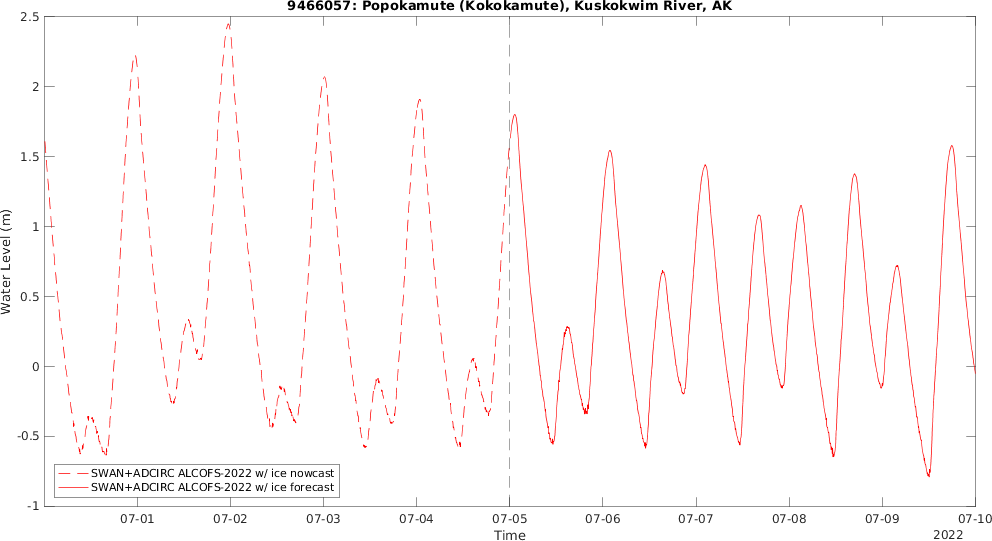 9466057: Popokamute (Kokokamute), Kuskokwim River, AK
2.5
2
1.5
1
0.5
0
-0.5
-1
Water Level (m)
SWAN+ADCIRC ALCOFS-2022 w/ ice nowcast
SWAN+ADCIRC ALCOFS-2022 w/ ice forecast
07-01 07-02 07-03 07-04 07-05 07-06 07-07 07-08 07-09 07-10
Time
2022